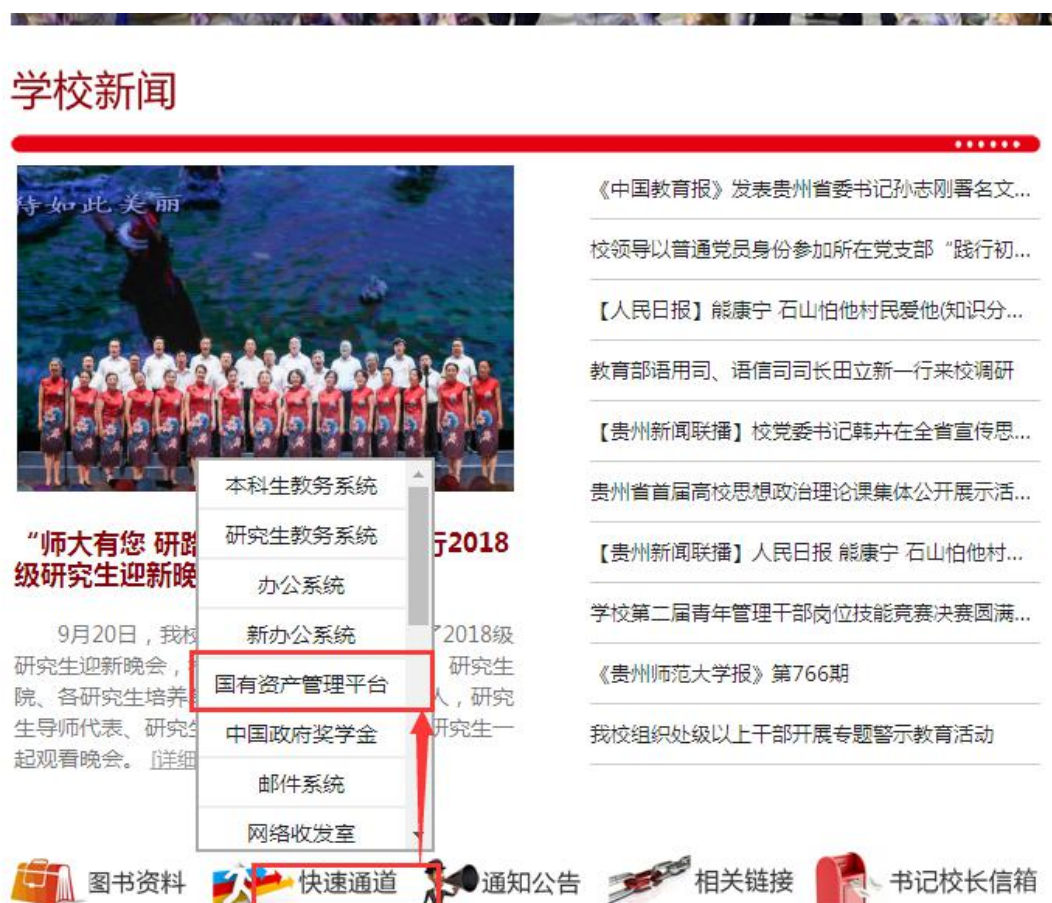 学校新闻
待如此美丽
《中国教育报》发表贵州省委书记孙志刚署名文...
校领导以普通党员身份参加所在党支部“践行初...
【人民日报】熊康宁 石山怕他村民爱他(知识分...
教育部语用司、语信司司长田立新一行来校调研
【贵州新闻联播】校党委书记韩卉在全省宣传思...
贵州省首届高校思想政治理论课集体公开展示活...
【贵州新闻联播】人民日报 熊康宁 石山怕他村...
学校第二届青年管理干部岗位技能竞赛决赛圆满...
《贵州师范大学报》第766期
我校组织处级以上干部开展专题警示教育活动
“师大有您 研路
行2018
级研究生迎新晚
9月20日，我校
了2018级
研究生迎新晚会，
研究生
院、各研究生培养
人，研究
生导师代表、研究生
研究生一
起观看晚会。 [详细
本科生教务系统
研究生教务系统
办公系统
新办公系统
国有资产管理平台
中国政府奖学金
邮件系统
网络收发室
图书资料 快速通道 通知公告 相关链接 书记校长信箱